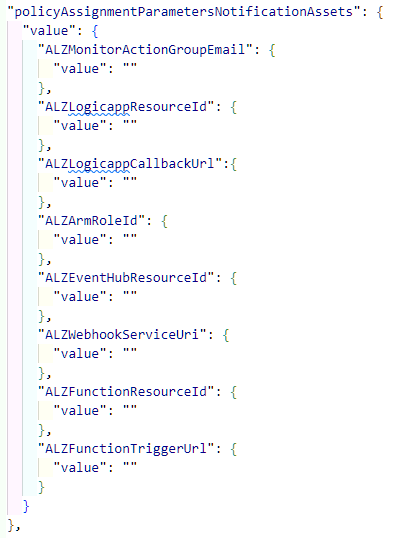 "policyAssignmentParametersNotificationAssets": {
"value": {
"ALZMonitorActionGroupEmail": {
"value": ""
},
"ALZLogicappResourceId": {
"value": ""
},
"ALZLogicappCallbackUrl":{
"value": ""
},
"ALZArmRoleId": {
"value": ""
},
"ALZEventHubResourceId": {
"value": ""
},
"ALZWebhookServiceUri": {
"value": ""
},
"ALZFunctionResourceId": {
"value": ""
},
"ALZFunctionTriggerUrl": {
"value": ""
}
}
},